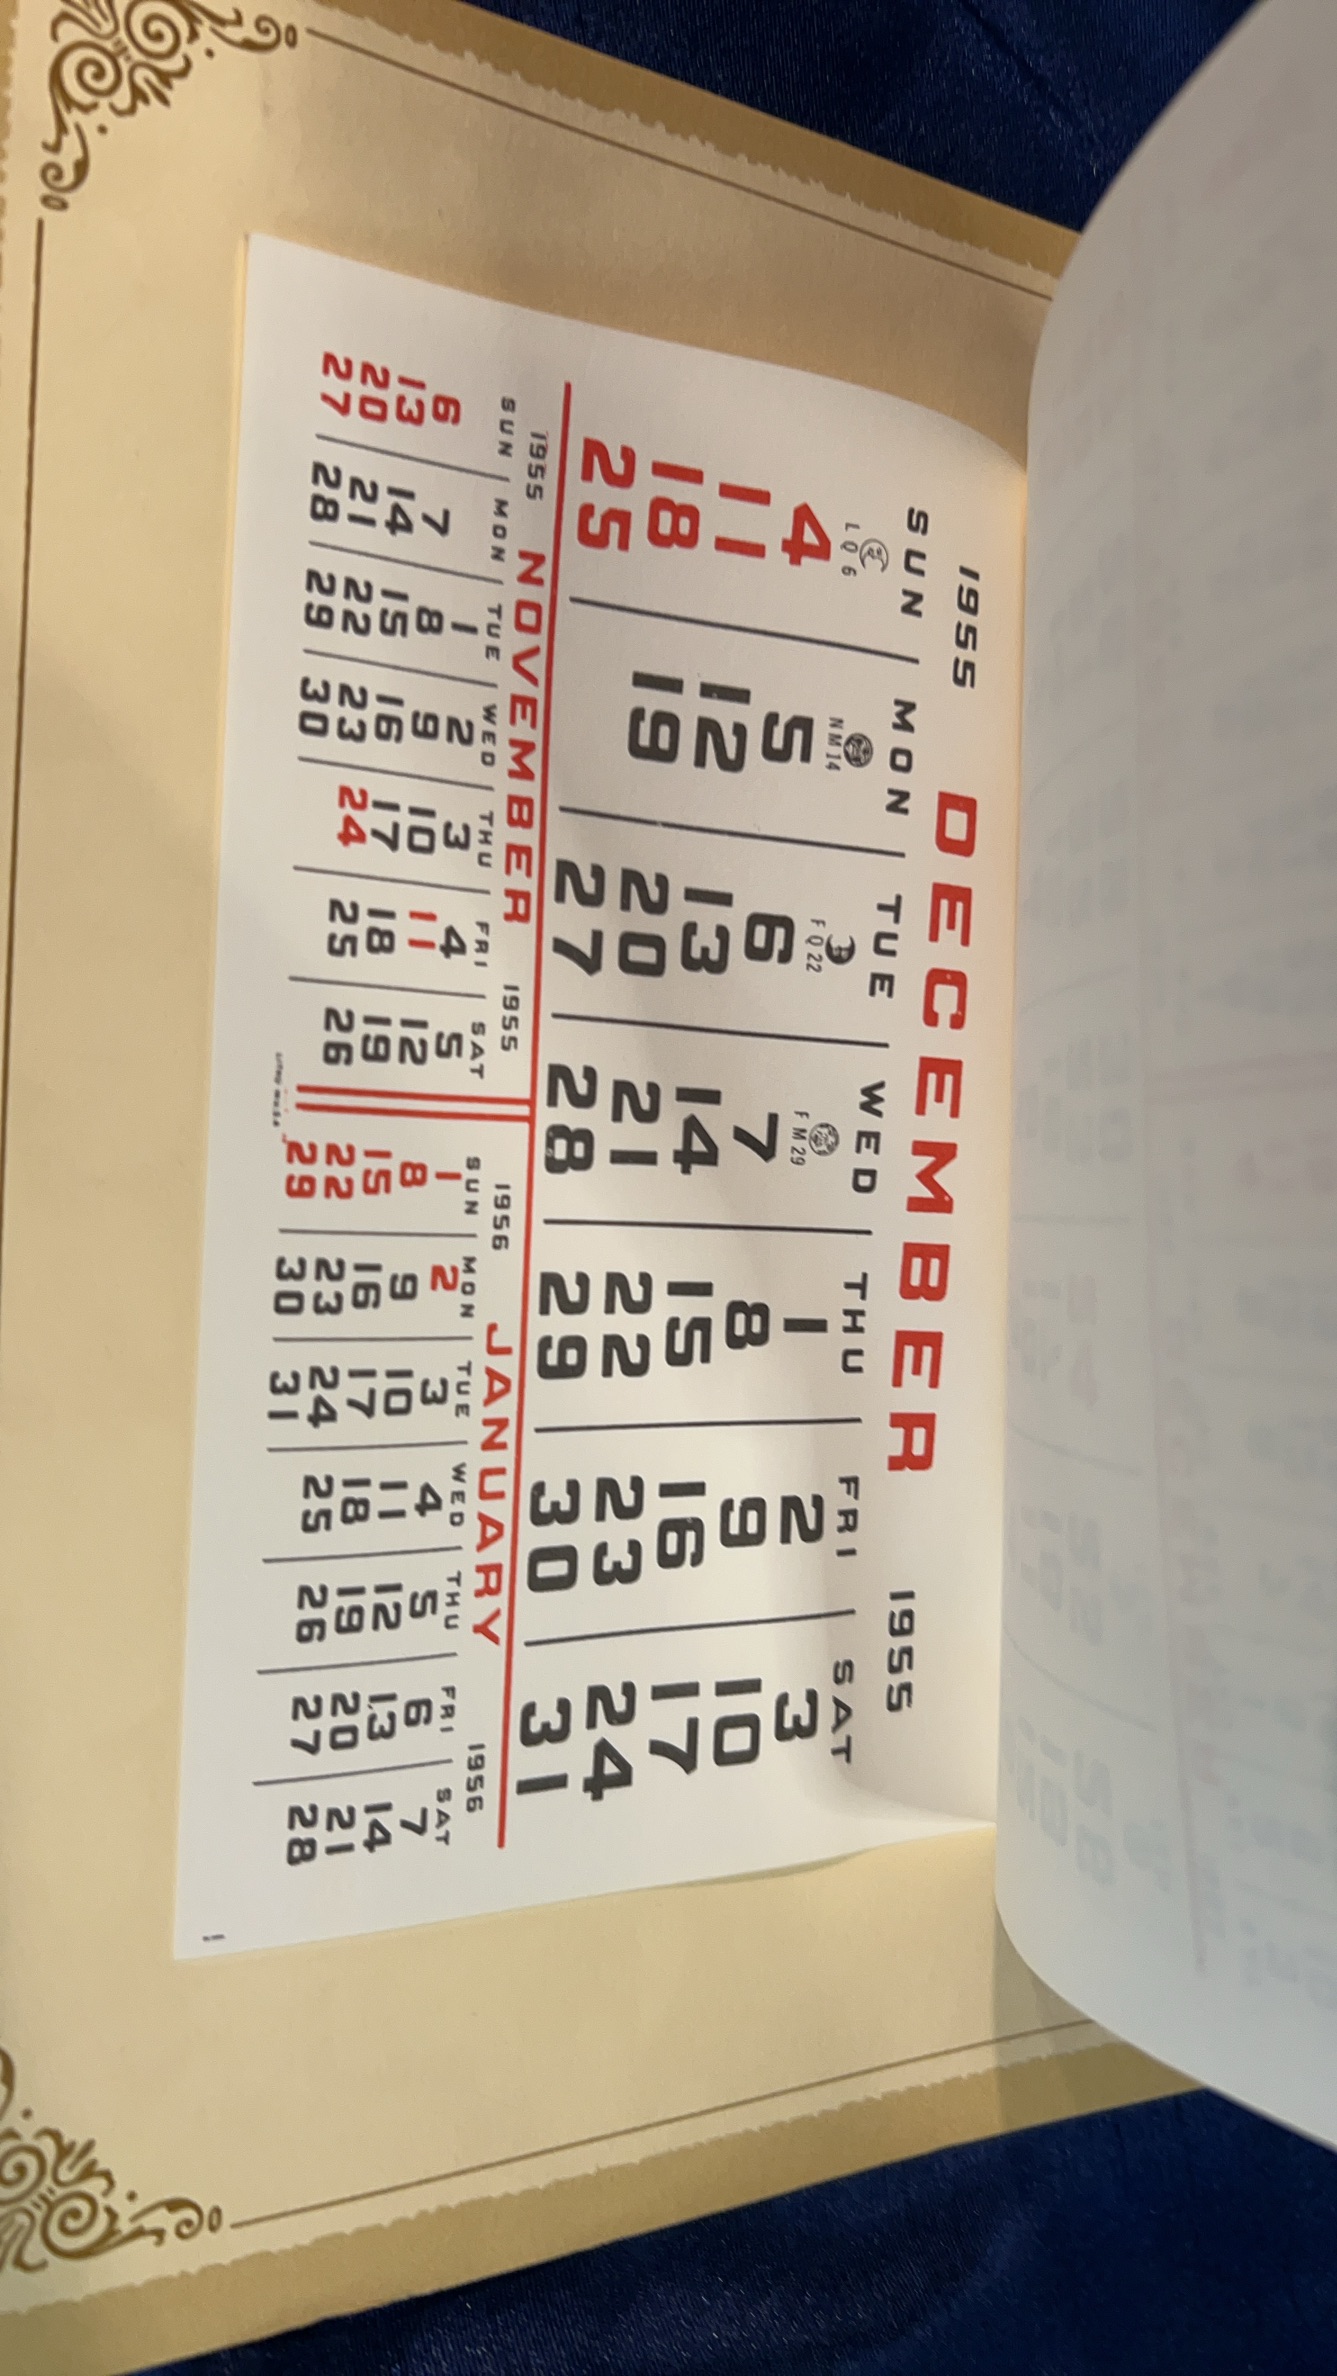 1955 DECEMBER 1955
SUN MON TUE WED THU FRI SAT
LQ 6 NM 14 FQ 22 FM 29 1 2 3
4 5 6 7 8 9 10
11 12 13 14 15 16 17
18 19 20 21 22 23 24
25 27 28 29 30 31
1955 NOVEMBER 1955
SUN MON TUE WED THU FRI SAT
1 2 3 4 5
6 7 8 9 10 11 12
13 14 15 16 17 18 19
20 21 22 23 24 25 26
27 28 29 30
1956 JANUARY 1956
SUN MON TUE WED THU FRI SAT
1 2 3 4 5 6 7
8 9 10 11 12 13 14
15 16 17 18 19 20 21
22 23 24 25 26 27 28
29 30 31